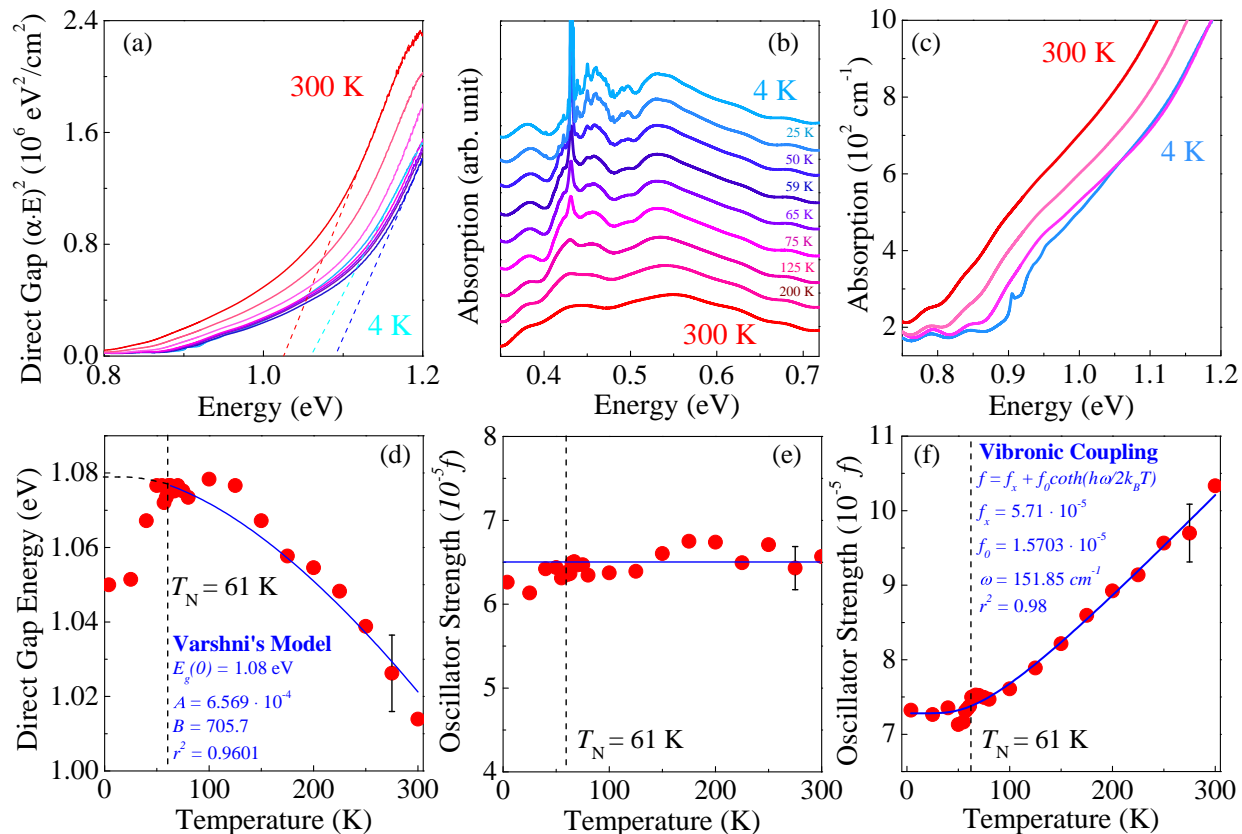 (a)
Direct Gap (α·E)² (10⁶ eV²/cm²)
2.4
1.8
1.2
0.6
0.0
300 K
4 K
0.8
1.0
1.2
Energy (eV)
(b)
Absorption (arb. unit)
4 K
25 K
50 K
59 K
65 K
75 K
125 K
200 K
300 K
0.4
0.5
0.6
0.7
Energy (eV)
(c)
Absorption (10² cm⁻¹)
10
8
6
4
2
300 K
4 K
0.8
0.9
1.0
1.1
1.2
Energy (eV)
(d)
Direct Gap Energy (eV)
1.08
1.06
1.04
1.02
1.00
T_N = 61 K
Varshni's Model
E_g(0) = 1.08 eV
A = 6.569 · 10⁻⁴
B = 705.7
r² = 0.9601
0
100
200
300
Temperature (K)
(e)
Oscillator Strength (10⁻⁵f)
8
7
6
5
4
T_N = 61 K
0
100
200
300
Temperature (K)
(f)
Oscillator Strength (10⁻⁵ f)
11
10
9
8
7
6
Vibronic Coupling
f = f_x + f_0coth(hω/2k_BT)
f_x = 5.71 · 10⁻⁵
f_0 = 1.5703 · 10⁻⁵
ω = 151.85 cm⁻¹
r² = 0.98
T_N = 61 K
0
100
200
300
Temperature (K)